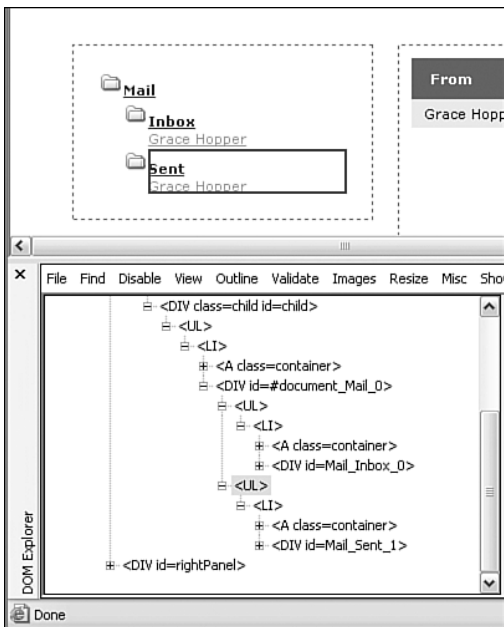 Mail
Inbox
Grace Hopper
Sent
Grace Hopper
From
Grace Hopp
File Find Disable View Outline Validate Images Resize Misc Sho
<DIV class=child id=child>
<UL>
<LI>
<A class=container>
<DIV id=#document_Mail_0>
<UL>
<LI>
<A class=container>
<DIV id=Mail_Inbox_0>
<UL>
<LI>
<A class=container>
<DIV id=Mail_Sent_1>
<DIV id=rightPanel>
DOM Explorer
Done